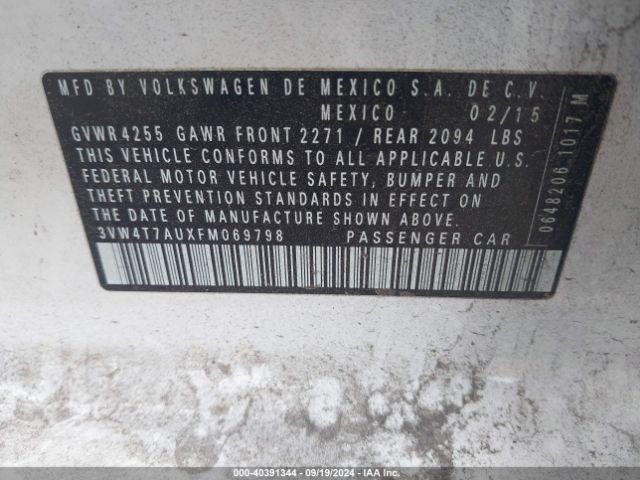 MFD BY VOLKSWAGEN DE MEXICO S.A. DE C.V.
MEXICO 02/15
GVWR 4255 GAWR FRONT 2271 / REAR 2094 LBS
THIS VEHICLE CONFORMS TO ALL APPLICABLE U.S.
FEDERAL MOTOR VEHICLE SAFETY, BUMPER AND
THEFT PREVENTION STANDARDS IN EFFECT ON
THE DATE OF MANUFACTURE SHOWN ABOVE.
3VW4T7AUXFM069798 PASSENGER CAR
0648206 1017 M
000-40391344 - 09/19/2024 - IAA Inc.